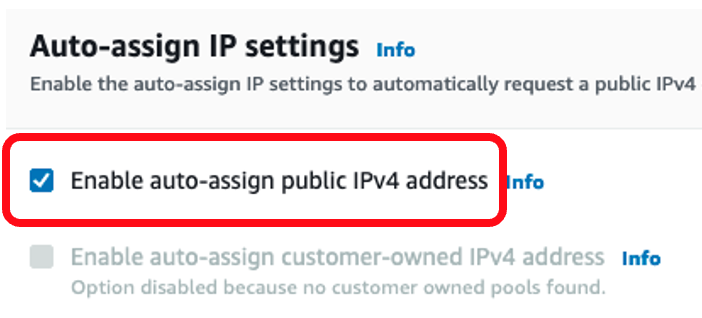 Auto-assign IP settings Info
Enable the auto-assign IP settings to automatically request a public IPv4
Enable auto-assign public IPv4 address Info
Enable auto-assign customer-owned IPv4 address Info
Option disabled because no customer owned pools found.